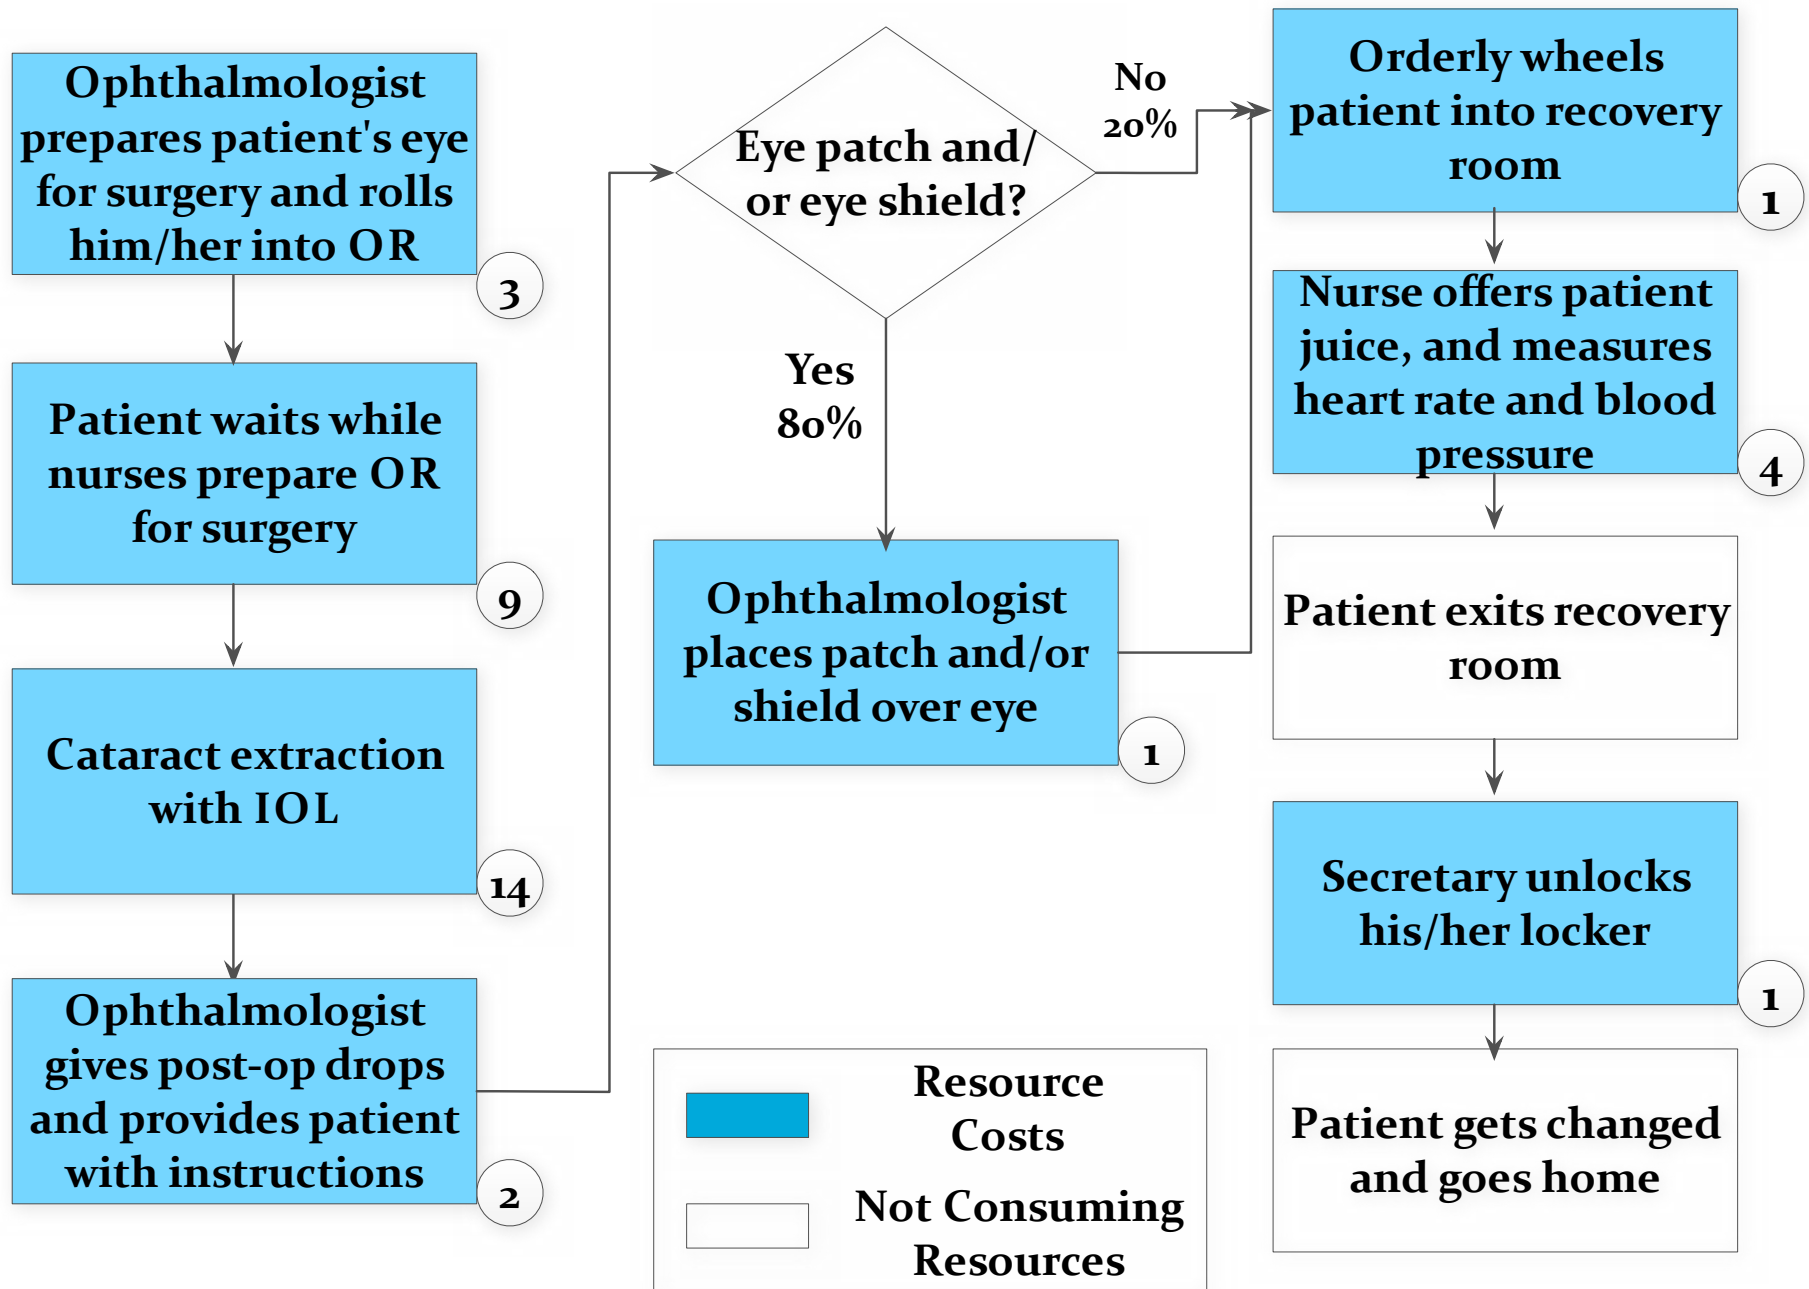 Ophthalmologist
prepares patient's eye
for surgery and rolls
him/her into OR
3
Patient waits while
nurses prepare OR
for surgery
9
Cataract extraction
with IOL
14
Ophthalmologist
gives post-op drops
and provides patient
with instructions
2
Eye patch and/
or eye shield?
No
20%
Yes
80%
Ophthalmologist
places patch and/or
shield over eye
1
Orderly wheels
patient into recovery
room
1
Nurse offers patient
juice, and measures
heart rate and blood
pressure
4
Patient exits recovery
room
Secretary unlocks
his/her locker
1
Patient gets changed
and goes home
Resource
Costs
Not Consuming
Resources